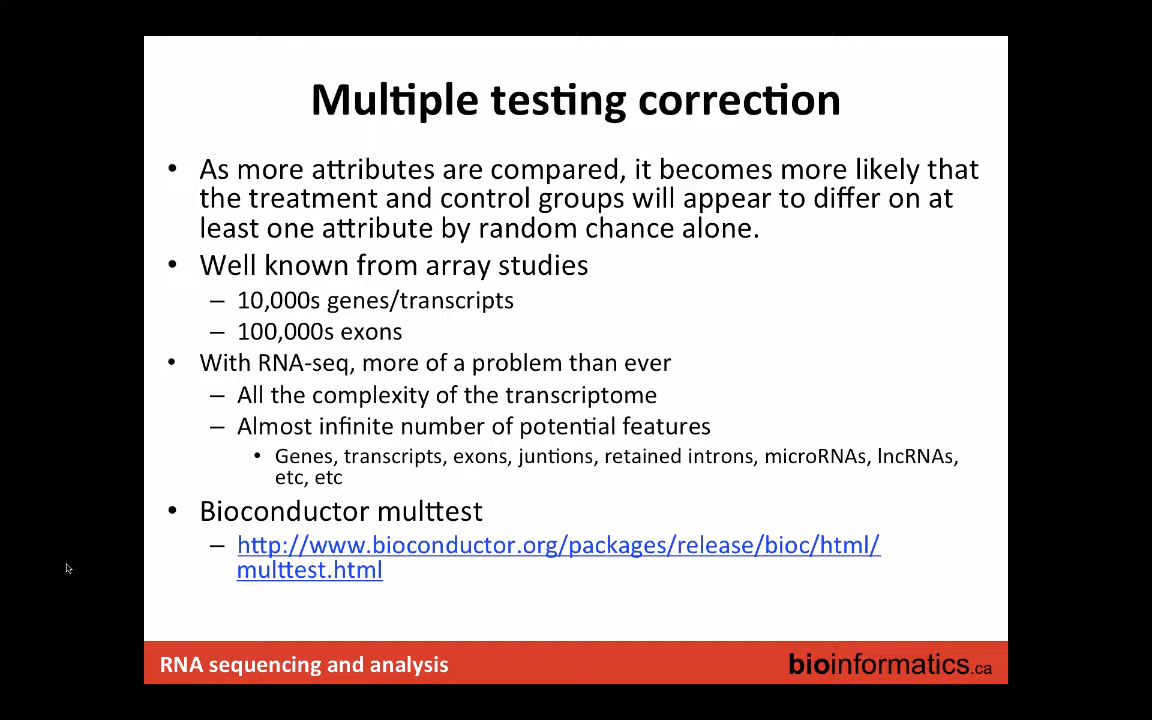 Multiple testing correction
• As more attributes are compared, it becomes more likely that
the treatment and control groups will appear to differ on at
least one attribute by random chance alone.
• Well known from array studies
– 10,000s genes/transcripts
– 100,000s exons
• With RNA-seq, more of a problem than ever
– All the complexity of the transcriptome
– Almost infinite number of potential features
• Genes, transcripts, exons, juntions, retained introns, microRNAs, lncRNAs,
etc, etc
• Bioconductor multtest
– http://www.bioconductor.org/packages/release/bioc/html/
multtest.html
RNA sequencing and analysis
bioinformatics.ca